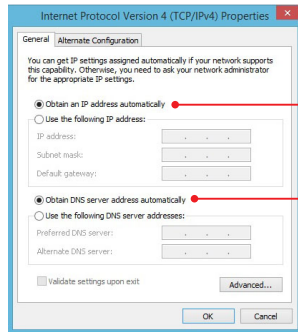 Internet Protocol Version 4 (TCP/IPv4) Properties
General
Alternate Configuration
You can get IP settings assigned automatically if your network supports
this capability. Otherwise, you need to ask your network administrator
for the appropriate IP settings.
Obtain an IP address automatically
Use the following IP address:
IP address:
Subnet mask:
Default gateway:
Obtain DNS server address automatically
Use the following DNS server addresses:
Preferred DNS server:
Alternate DNS server:
Validate settings upon exit
Advanced...
OK
Cancel